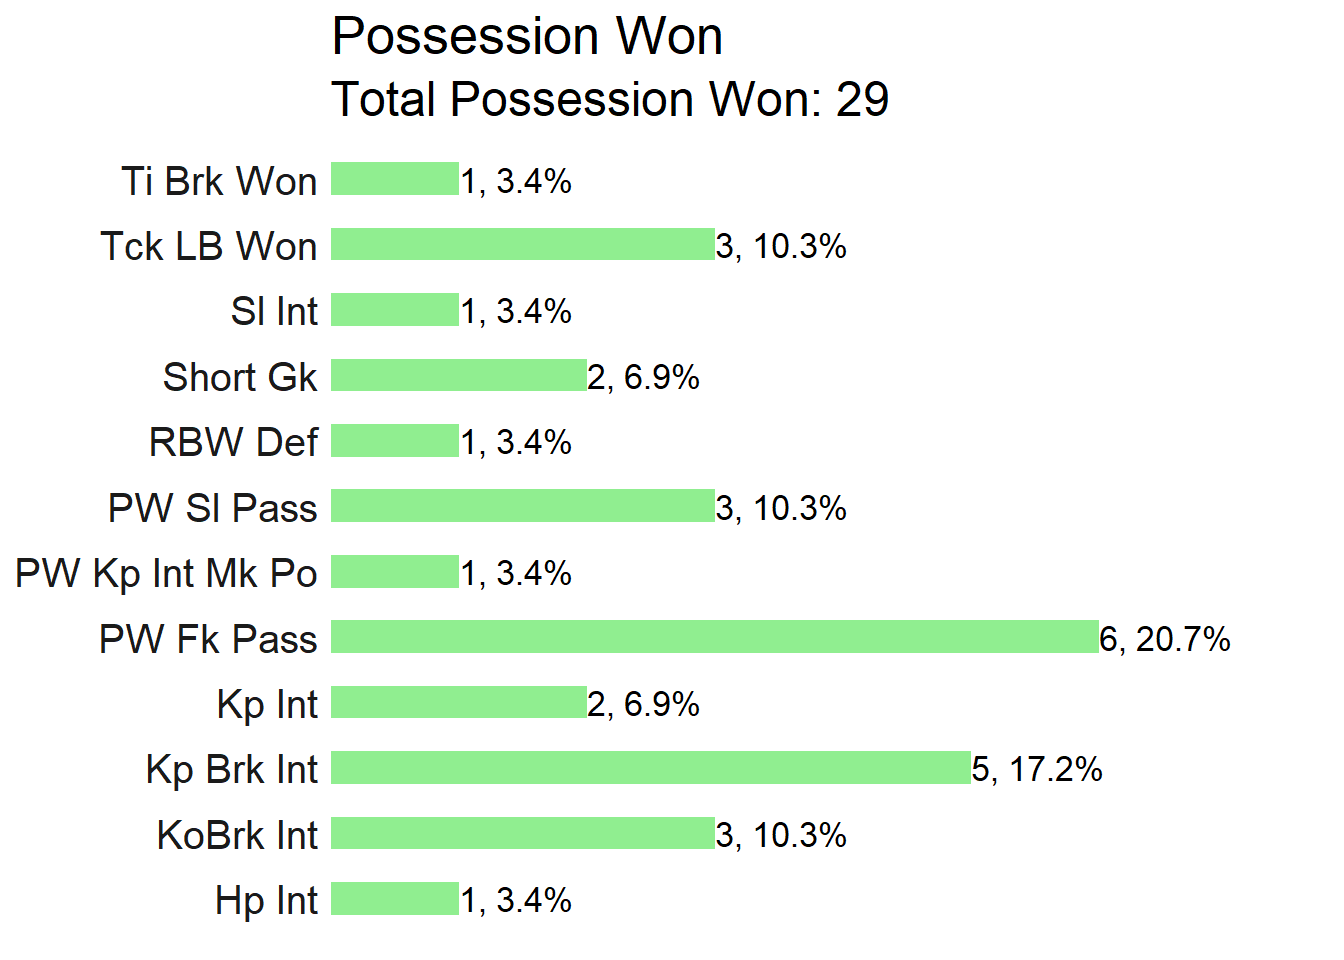 Possession Won
Total Possession Won: 29
Ti Brk Won 1, 3.4%
Tck LB Won 3, 10.3%
Sl Int 1, 3.4%
Short Gk 2, 6.9%
RBW Def 1, 3.4%
PW Sl Pass 3, 10.3%
PW Kp Int Mk Po 1, 3.4%
PW Fk Pass 6, 20.7%
Kp Int 2, 6.9%
Kp Brk Int 5, 17.2%
KoBrk Int 3, 10.3%
Hp Int 1, 3.4%